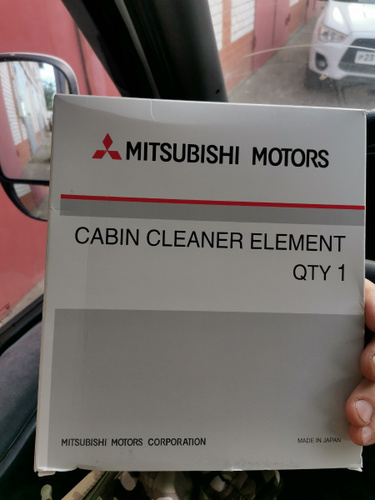 MITSUBISHI MOTORS
CABIN CLEANER ELEMENT
QTY 1
MITSUBISHI MOTORS CORPORATION
MADE IN JAPAN